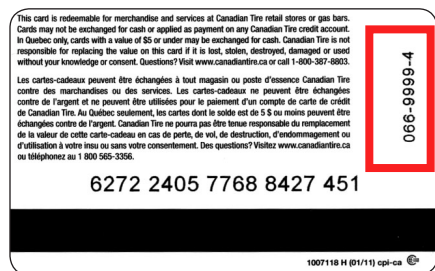 This card is redeemable for merchandise and services at Canadian Tire retail stores or gas bars.
Cards may not be exchanged for cash or applied as payment on any Canadian Tire credit account.
In Quebec only, cards with a value of $5 or under may be exchanged for cash. Canadian Tire is not
responsible for replacing the value on this card if it is lost, stolen, destroyed, damaged or used
without your knowledge or consent. Questions? Visit www.canadiantire.ca or call 1-800-387-8803.
Les cartes-cadeaux peuvent être échangées à tout magasin ou poste d'essence Canadian Tire
contre des marchandises ou des services. Les cartes-cadeaux ne peuvent être échangées
contre de l'argent et ne peuvent être utilisées pour le paiement d'un compte de carte de crédit
de Canadian Tire. Au Québec seulement, les cartes dont le solde est de 5 $ ou moins peuvent être
échangées contre de l'argent. Canadian Tire ne pourra pas être tenue responsable du remplacement
de la valeur de cette carte-cadeau en cas de perte, de vol, de destruction, d'endommagement ou
d'utilisation à votre insu ou sans votre consentement. Des questions? Visitez www.canadiantire.ca
ou téléphonez au 1 800 565-3356.
066-9999-4
6272 2405 7768 8427 451
1007118 H (01/11) cpi-ca